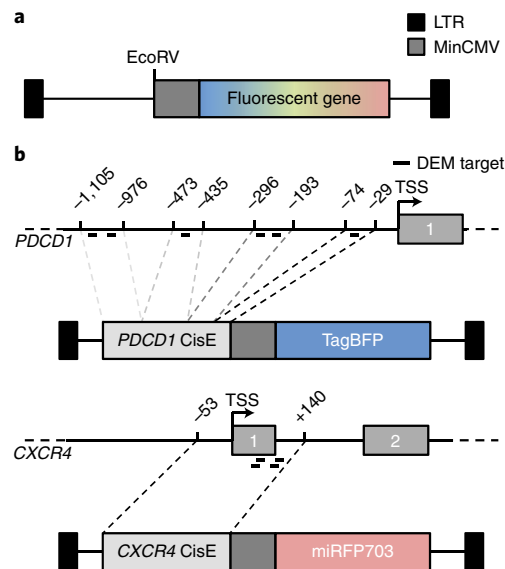 a
LTR
MinCMV
EcoRV
Fluorescent gene
b
DEM target
–1,105
–976
–473
–435
–296
–193
–74
–29
TSS
PDCD1
1
PDCD1 CisE
TagBFP
–53
TSS
+140
CXCR4
1
2
CXCR4 CisE
miRFP703